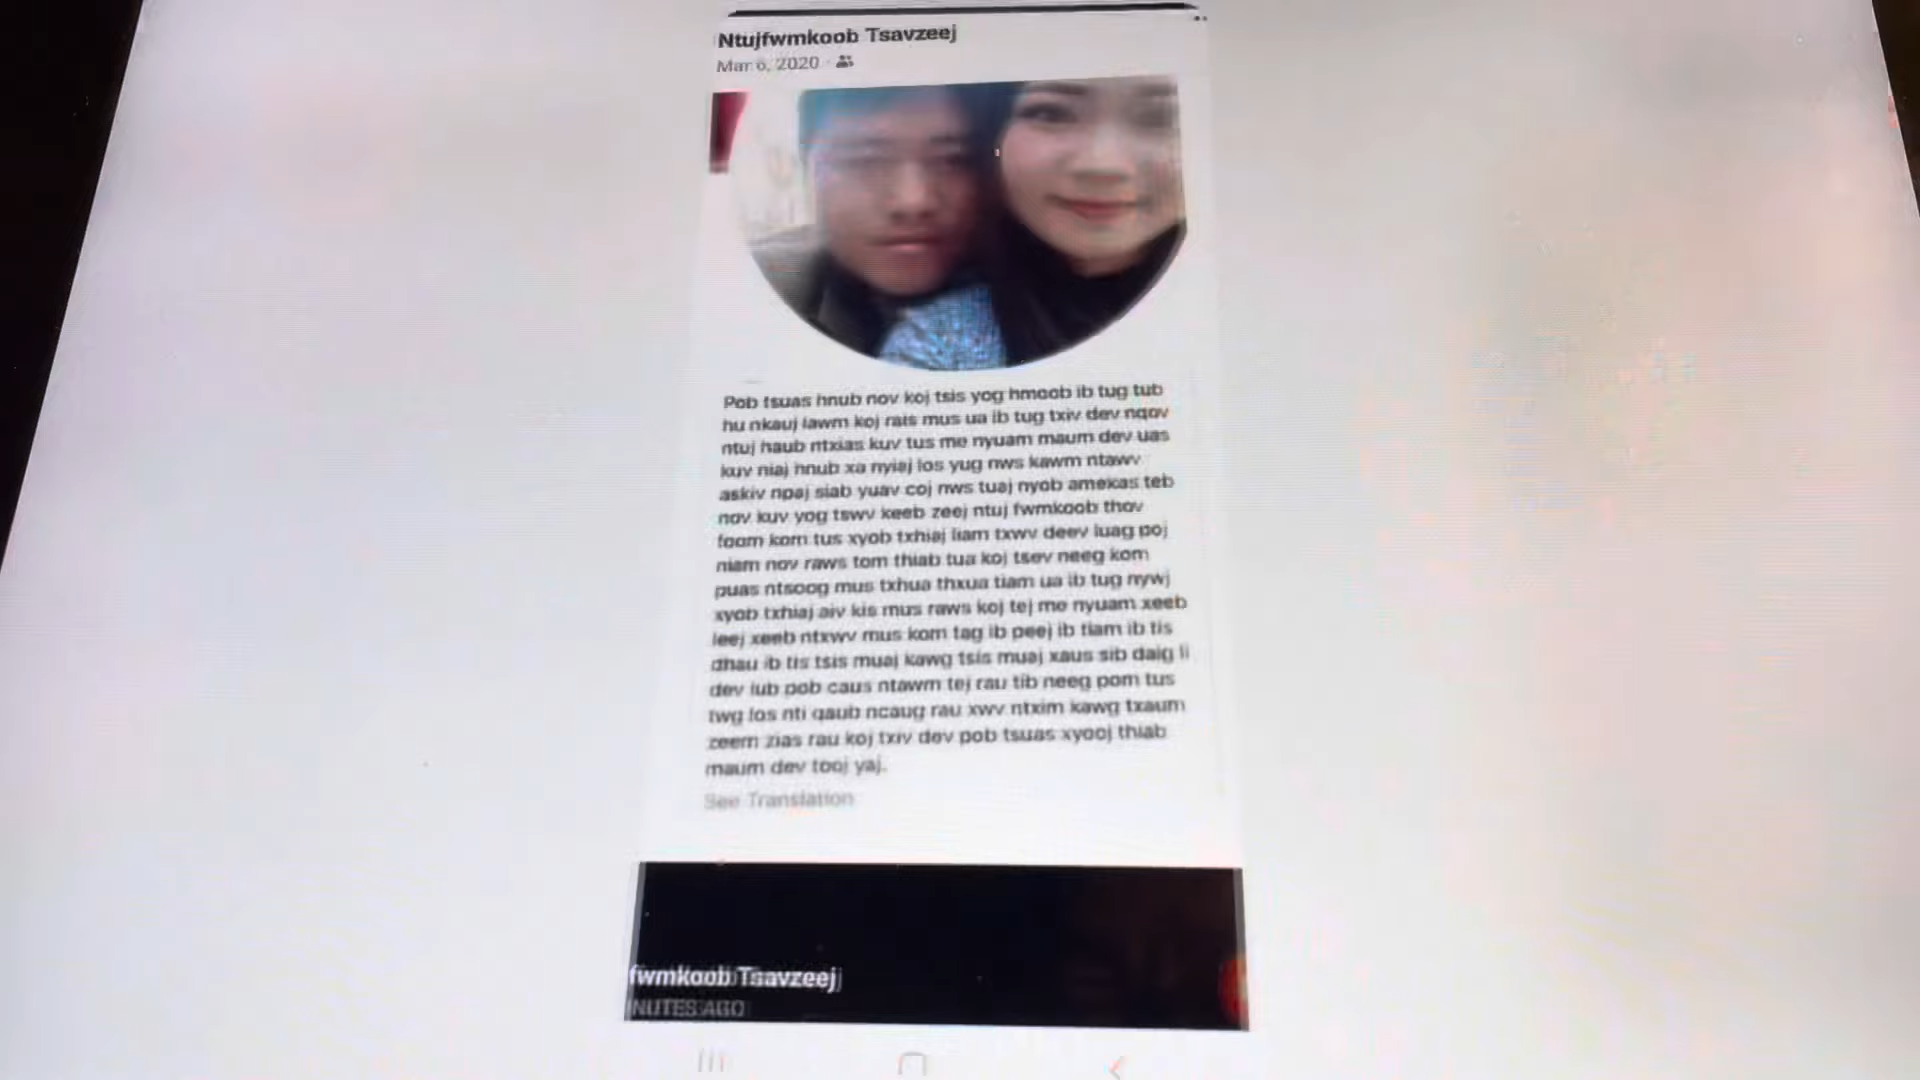 Ntujfwmkoob Tsavzeej
Mar 6, 2020
Pob tsuas hnub nov koj tsis yog hmoob ib tug tub
hu nkauj lawm koj rais mus ua ib tug txiv dev nqov
ntuj haub ntxias kuv tus me nyuam maum dev uas
kuv niaj hnub xa nyiaj los yug nws kawm ntawv
askiv npaj siab yuav coj nws tuaj nyob amekas teb
nov kuv yog tswv keeb zeej ntuj fwmkoob thov
foom kom tus xyob txhiaj liam txwv deev luag poj
niam nov raws tom thiab tua koj tsev neeg kom
puas ntsoog mus txhua thxua tiam ua ib tug nywj
xyob txhiaj aiv kis mus raws koj tej me nyuam xeeb
leej xeeb ntxwv mus kom tag ib peej ib tiam ib tis
dhau ib tis tsis muaj kawg tsis muaj xaus sib daig li
dev lub pob caus ntawm tej rau tib neeg pom tus
twg los nti qaub ncaug rau xwv ntxim kawg txaum
zeem zias rau koj txiv dev pob tsuas xyooj thiab
maum dev tooj yaj.
See Translation
fwmkoob Tsavzeej
NUTES AGO